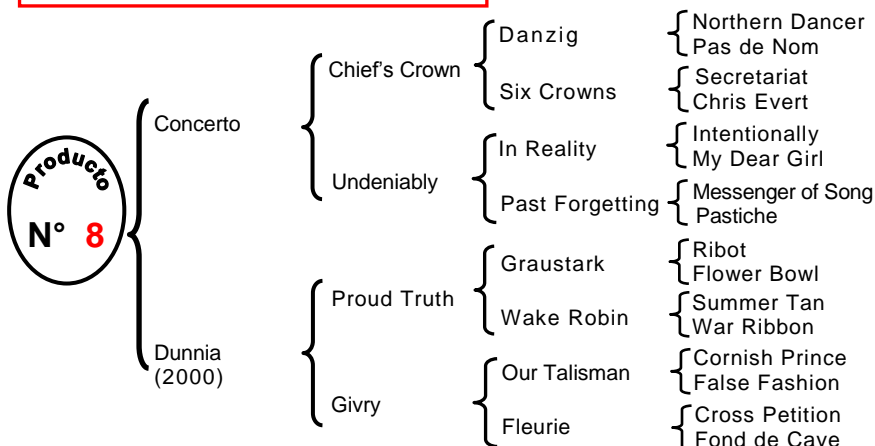 Producto
N° 8
Concerto
Dunnia
(2000)
Chief's Crown
Undeniably
Proud Truth
Givry
Danzig
Six Crowns
In Reality
Past Forgetting
Graustark
Wake Robin
Our Talisman
Fleurie
Northern Dancer
Pas de Nom
Secretariat
Chris Evert
Intentionally
My Dear Girl
Messenger of Song
Pastiche
Ribot
Flower Bowl
Summer Tan
War Ribbon
Cornish Prince
False Fashion
Cross Petition
Fond de Cave